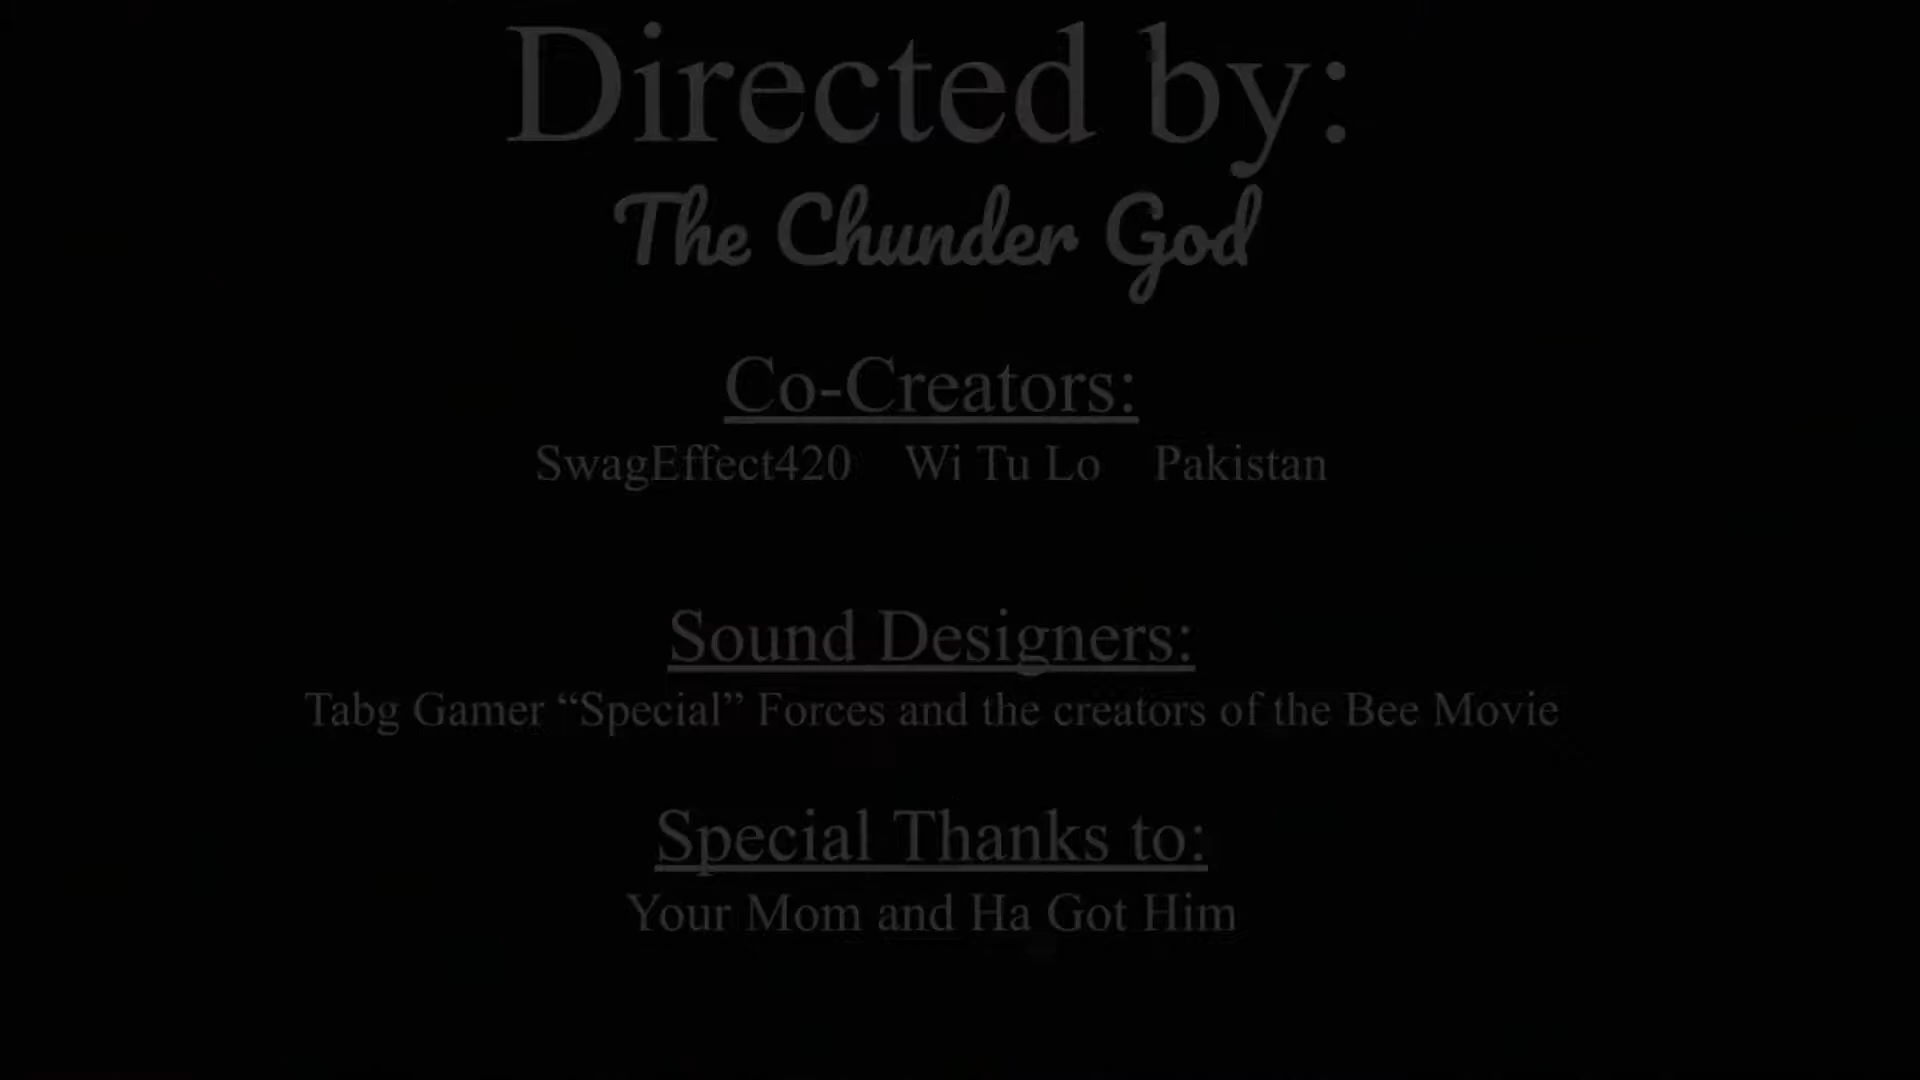 Directed by:
The Chunder God
Co-Creators:
SwagEffect420 Wi Tu Lo Pakistan
Sound Designers:
Tabg Gamer “Special” Forces and the creators of the Bee Movie
Special Thanks to:
Your Mom and Ha Got Him